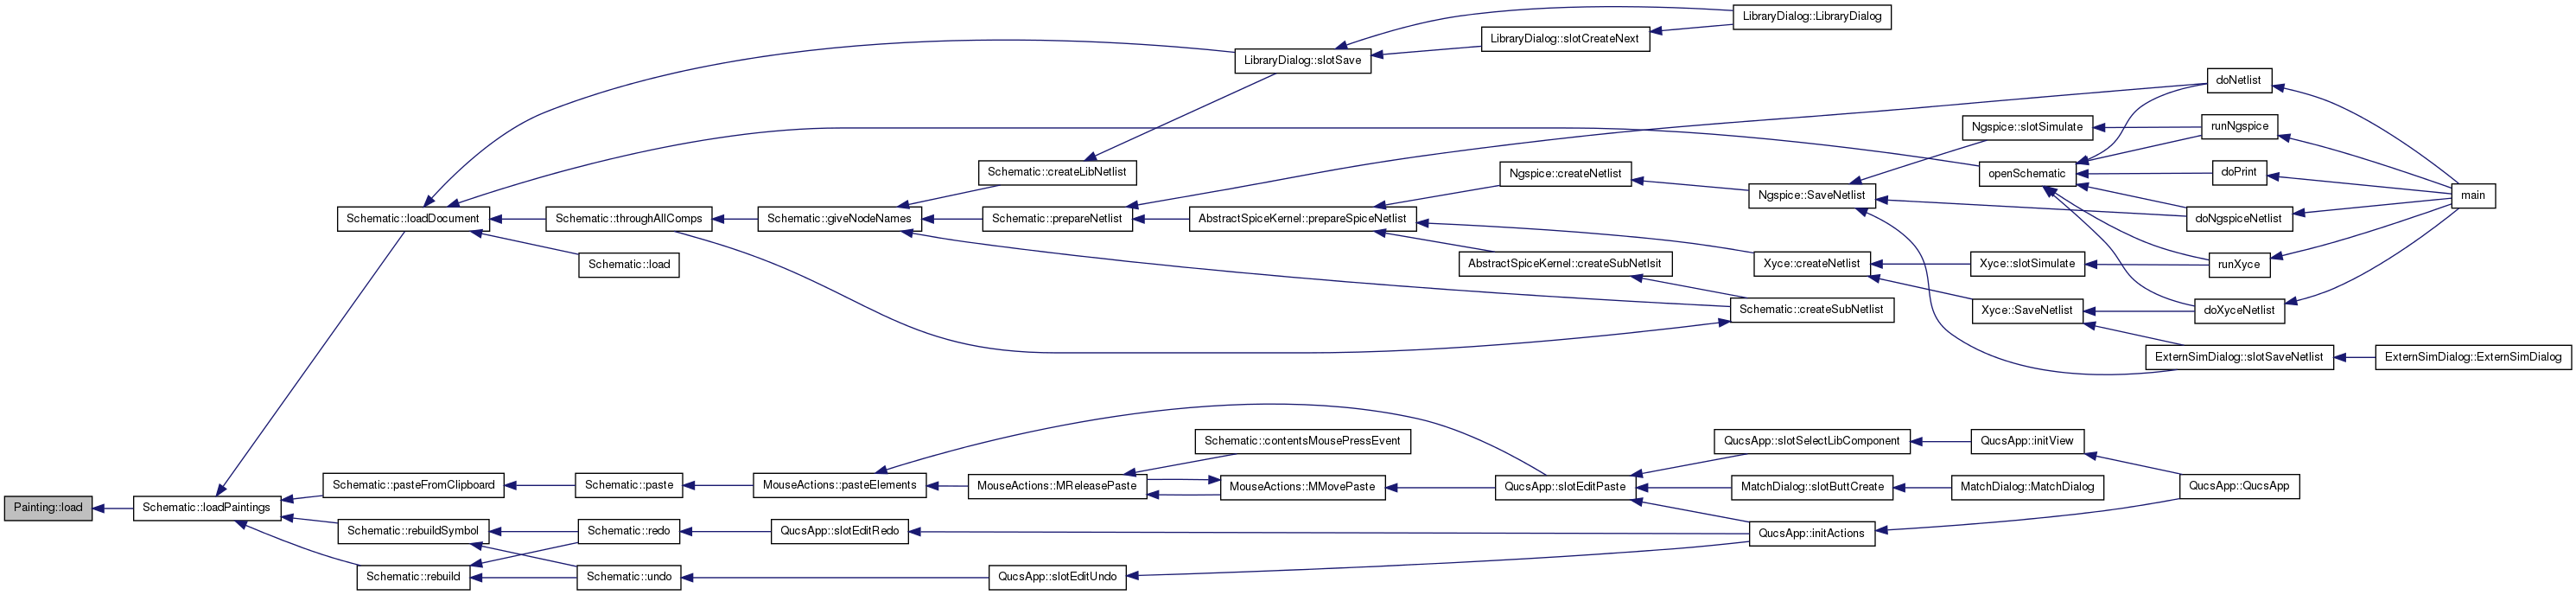 Painting::load
Schematic::loadPaintings
Schematic::loadDocument
Schematic::pasteFromClipboard
Schematic::rebuildSymbol
Schematic::rebuild
Schematic::throughAllComps
Schematic::load
Schematic::paste
Schematic::redo
Schematic::undo
Schematic::giveNodeNames
MouseActions::pasteElements
QucsApp::slotEditRedo
Schematic::createLibNetlist
Schematic::prepareNetlist
MouseActions::MReleasePaste
QucsApp::slotEditUndo
LibraryDialog::slotSave
AbstractSpiceKernel::prepareSpiceNetlist
MouseActions::MMovePaste
Schematic::contentsMousePressEvent
LibraryDialog::slotCreateNext
Ngspice::createNetlist
AbstractSpiceKernel::createSubNetlsit
QucsApp::slotEditPaste
LibraryDialog::LibraryDialog
Ngspice::SaveNetlist
Xyce::createNetlist
Schematic::createSubNetlist
QucsApp::slotSelectLibComponent
MatchDialog::slotButtCreate
QucsApp::initActions
Ngspice::slotSimulate
openSchematic
Xyce::slotSimulate
Xyce::SaveNetlist
QucsApp::initView
MatchDialog::MatchDialog
doNetlist
runNgspice
doPrint
doNgspiceNetlist
runXyce
doXyceNetlist
ExternSimDialog::slotSaveNetlist
QucsApp::QucsApp
main
ExternSimDialog::ExternSimDialog